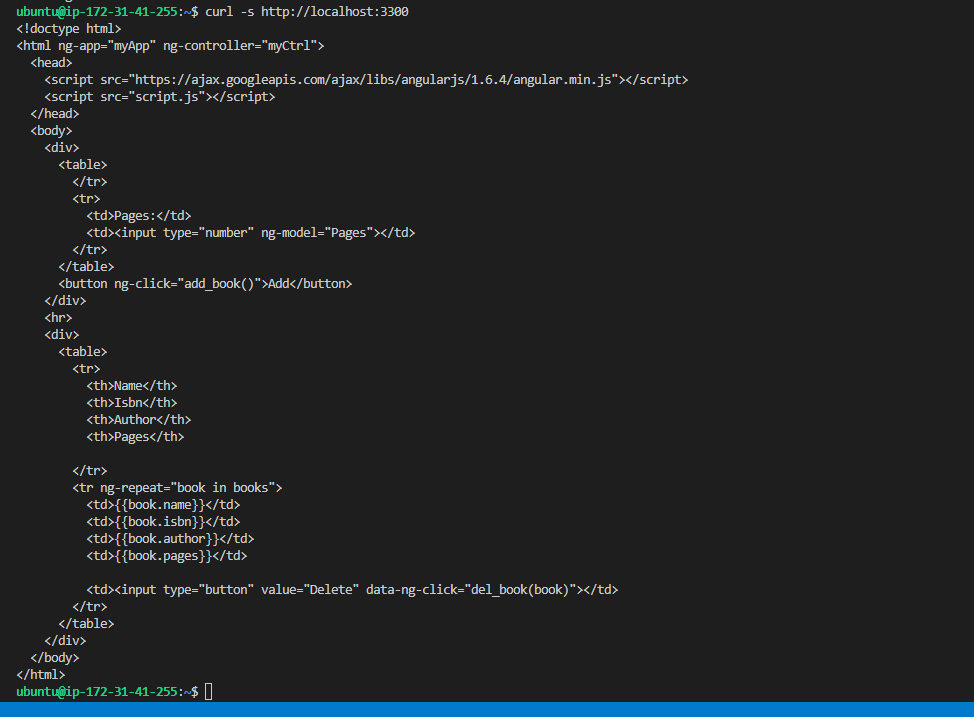 ubuntu@ip-172-31-41-255:~$ curl -s http://localhost:3300
<!doctype html>
<html ng-app="myApp" ng-controller="myCtrl">
  <head>
    <script src="https://ajax.googleapis.com/ajax/libs/angularjs/1.6.4/angular.min.js"></script>
    <script src="script.js"></script>
  </head>
  <body>
    <div>
      <table>
        </tr>
        <tr>
          <td>Pages:</td>
          <td><input type="number" ng-model="Pages"></td>
        </tr>
      </table>
      <button ng-click="add_book()">Add</button>
    </div>
    <hr>
    <div>
      <table>
        <tr>
          <th>Name</th>
          <th>Isbn</th>
          <th>Author</th>
          <th>Pages</th>

        </tr>
        <tr ng-repeat="book in books">
          <td>{{book.name}}</td>
          <td>{{book.isbn}}</td>
          <td>{{book.author}}</td>
          <td>{{book.pages}}</td>

          <td><input type="button" value="Delete" data-ng-click="del_book(book)"></td>
        </tr>
      </table>
    </div>
  </body>
</html>
ubuntu@ip-172-31-41-255:~$